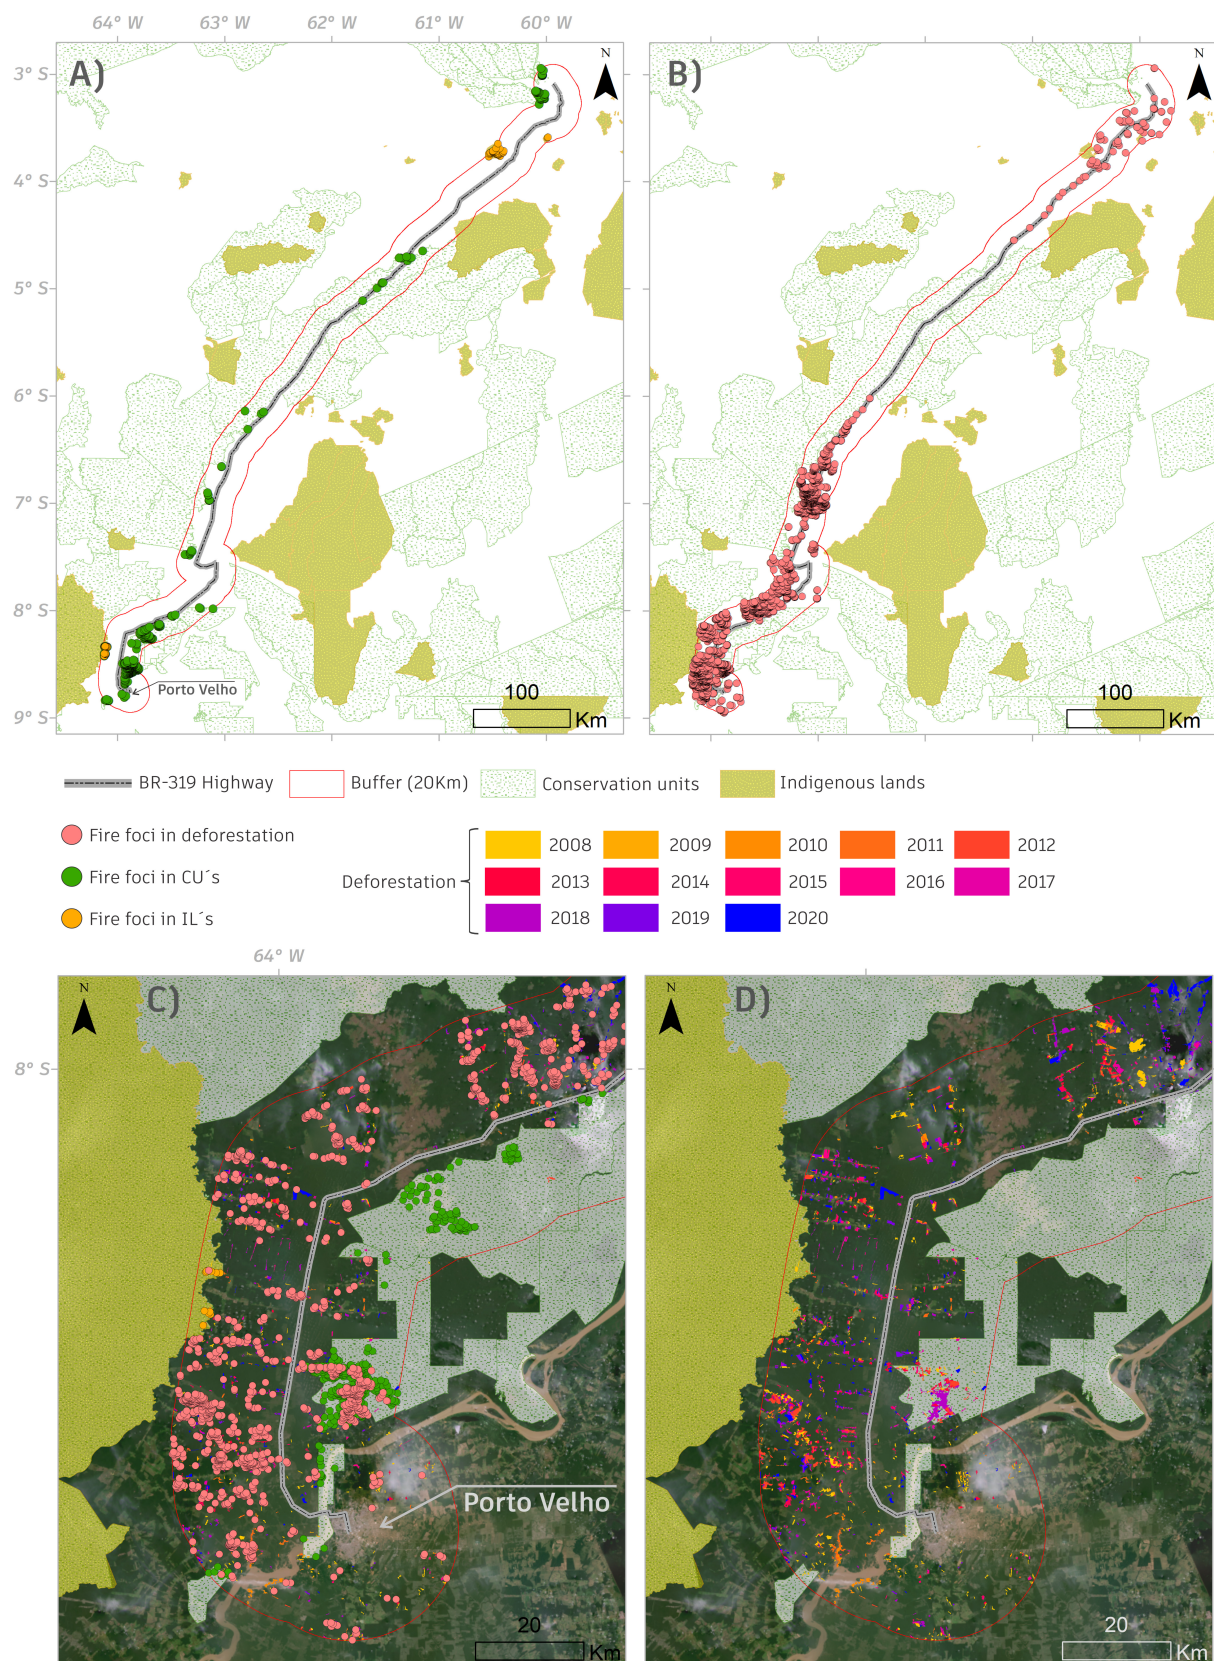 64° W 63° W 62° W 61° W 60° W
3° S
4° S
5° S
6° S
7° S
8° S
9° S
A)
N
Porto Velho
100
Km
B)
N
100
Km
BR-319 Highway
Buffer (20Km)
Conservation units
Indigenous lands
Fire foci in deforestation
Fire foci in CU´s
Fire foci in IL´s
Deforestation
2008 2009 2010 2011 2012
2013 2014 2015 2016 2017
2018 2019 2020
64° W
8° S
N
C)
Porto Velho
20
Km
N
D)
20
Km